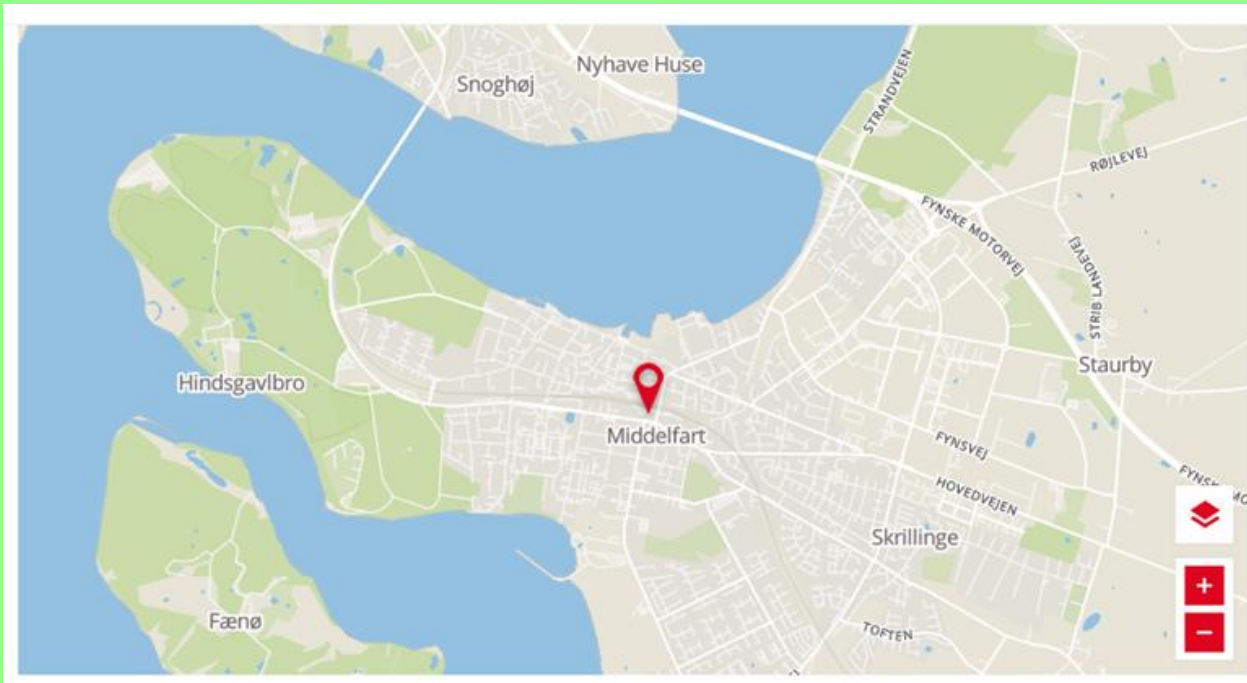 Nyhave Huse
Snoghøj
STRANDVEJEN
RØJLEVEJ
FYNSKE MOTORVEJ
STRIB LANDEVEJ
Staurby
Hindsgavlbro
Middelfart
FYNSVEJ
HOVEDVEJEN
Skrillinge
Fænø
TOFTEN
+
−